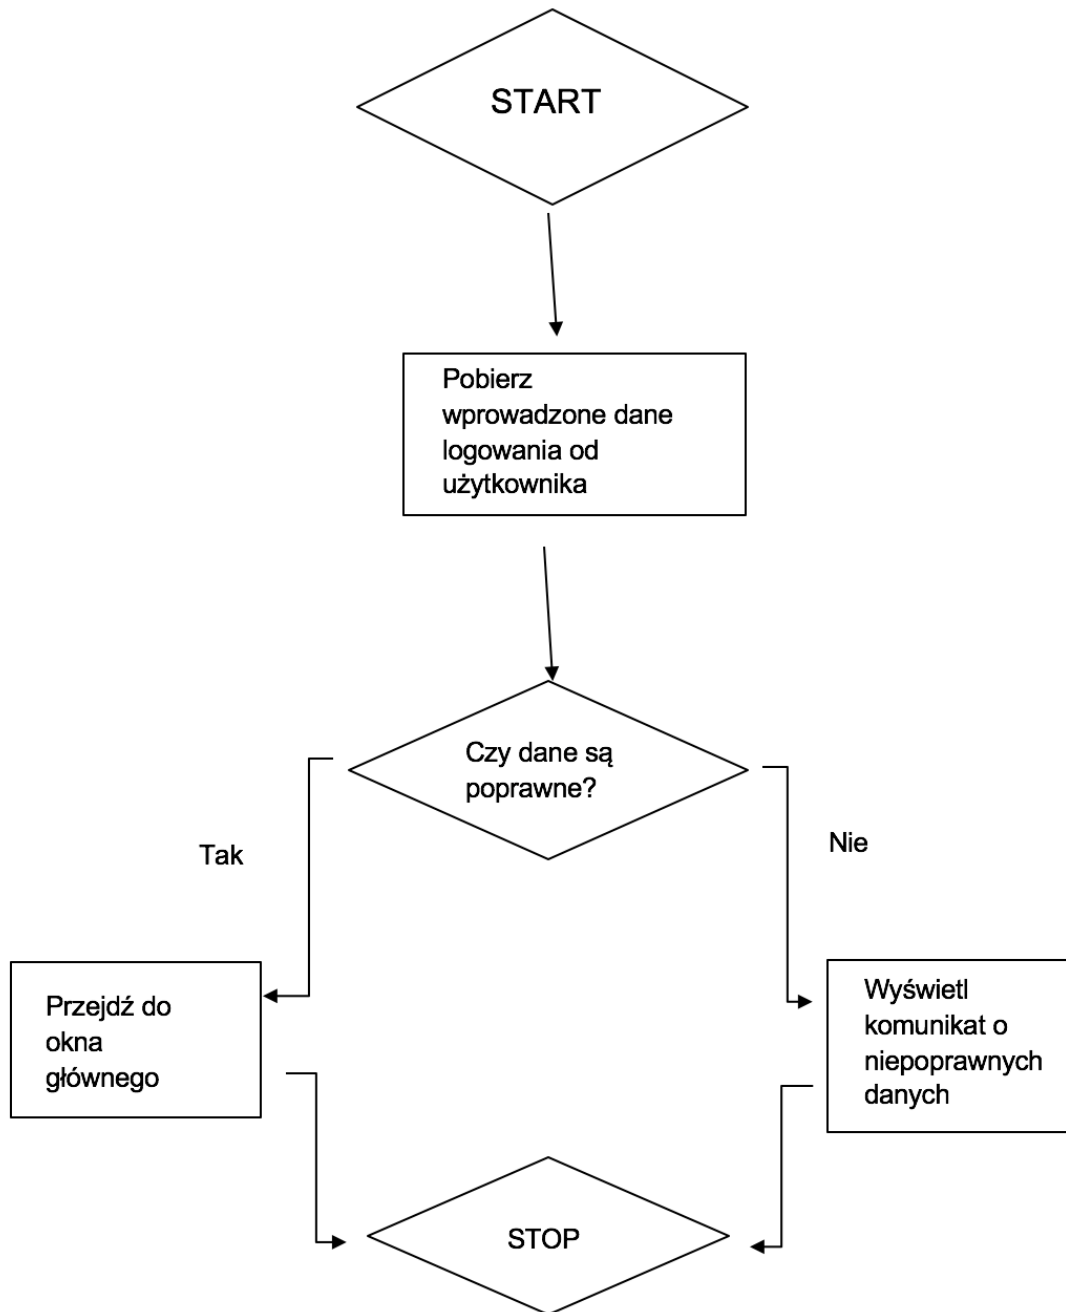 START
Pobierz
wprowadzone dane
logowania od
użytkownika
Czy dane są
poprawne?
Tak
Nie
Przejdź do
okna
głównego
Wyświetl
komunikat o
niepoprawnych
danych
STOP